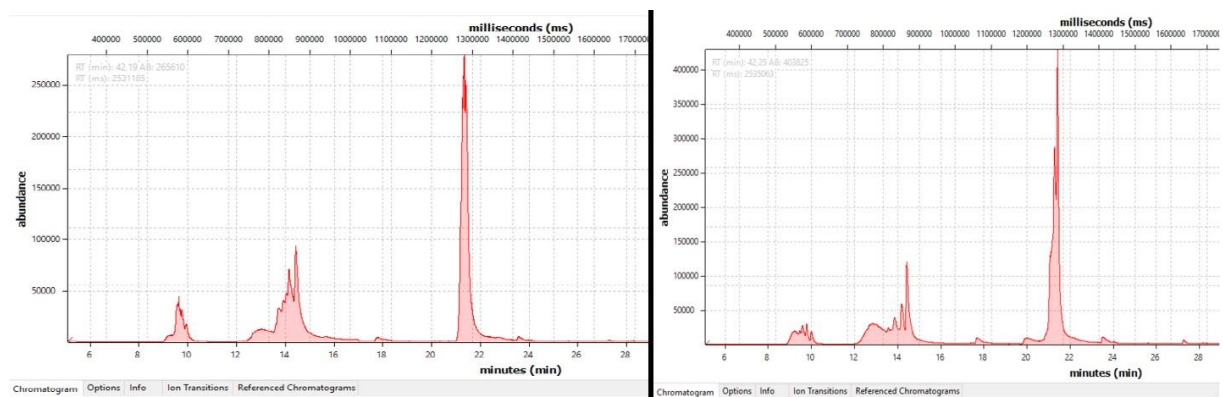 milliseconds (ms)
400000 500000 600000 700000 800000 900000 1000000 1100000 1200000 1300000 1400000 1500000 1600000 1700000
RT (min): 42,19 AB: 265610
RT (ms): 2531185
250000
200000
150000
100000
50000
abundance
6 8 10 12 14 16 18 20 22 24 26 28
minutes (min)
Chromatogram Options Info Ion Transitions Referenced Chromatograms
milliseconds (ms)
400000 500000 600000 700000 800000 900000 1000000 1100000 1200000 1300000 1400000 1500000 1600000 1700000
RT (min): 42,25 AB: 403825
400000
350000
300000
250000
200000
150000
100000
50000
0
abundance
6 8 10 12 14 16 18 20 22 24 26 28
minutes (min)
Chromatogram Options Info Ion Transitions Referenced Chromatograms